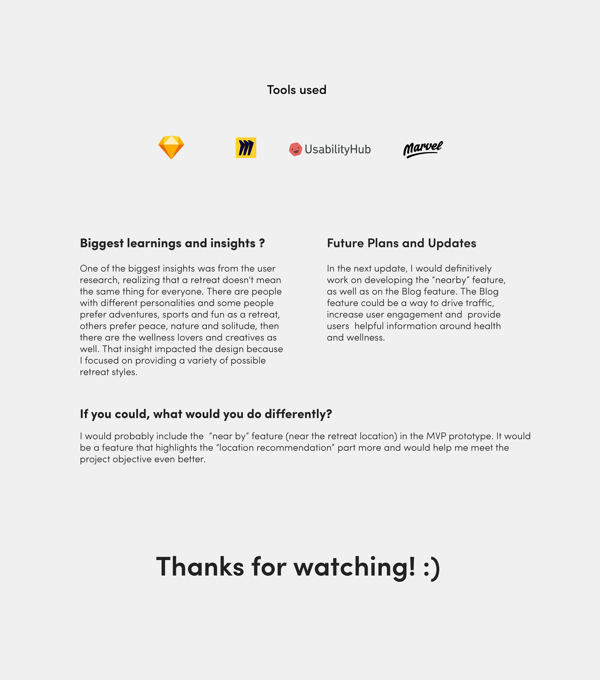 Tools used
UsabilityHub
Marvel
Biggest learnings and insights ?
One of the biggest insights was from the user
research, realizing that a retreat doesn't mean
the same thing for everyone. There are people
with different personalities and some people
prefer adventures, sports and fun as a retreat,
others prefer peace, nature and solitude, then
there are the wellness lovers and creatives as
well. That insight impacted the design because
I focused on providing a variety of possible
retreat styles.
Future Plans and Updates
In the next update, I would definitively
work on developing the "nearby" feature,
as well as on the Blog feature. The Blog
feature could be a way to drive traffic,
increase user engagement and  provide
users  helpful information around health
and wellness.
If you could, what would you do differently?
I would probably include the  "near by" feature (near the retreat location) in the MVP prototype. It would
be a feature that highlights the "location recommendation" part more and would help me meet the
project objective even better.
Thanks for watching! :)